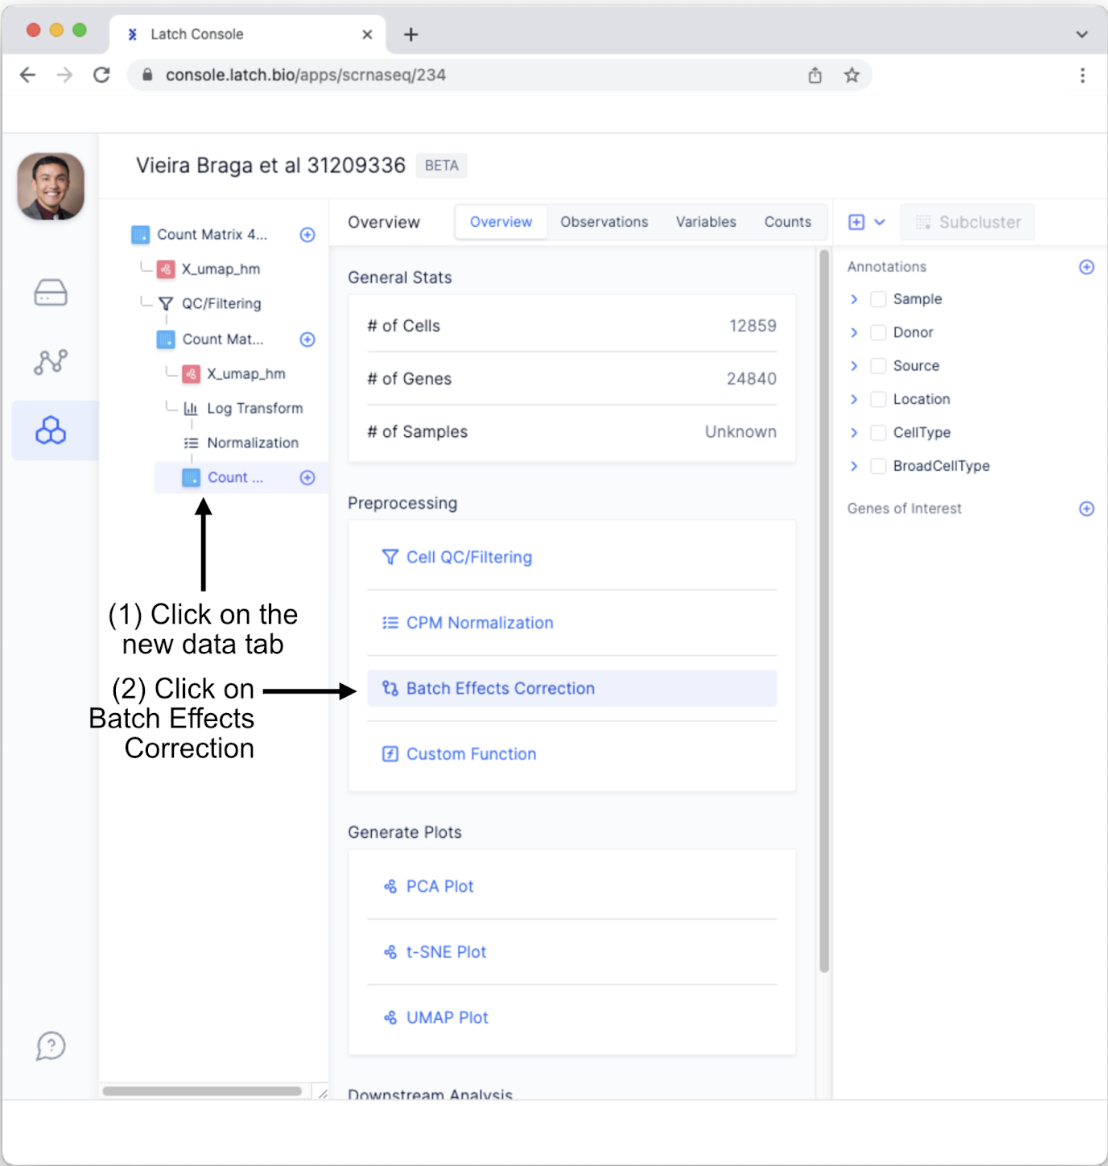 Latch Console
console.latch.bio/apps/scrnaseq/234
Vieira Braga et al 31209336 BETA
Count Matrix 4...
X_umap_hm
QC/Filtering
Count Mat...
X_umap_hm
Log Transform
Normalization
Count ...
(1) Click on the
new data tab
(2) Click on
Batch Effects
Correction
Overview
Overview
Observations
Variables
Counts
General Stats
# of Cells 12859
# of Genes 24840
# of Samples Unknown
Preprocessing
Cell QC/Filtering
CPM Normalization
Batch Effects Correction
Custom Function
Generate Plots
PCA Plot
t-SNE Plot
UMAP Plot
Downstream Analysis
Subcluster
Annotations
Sample
Donor
Source
Location
CellType
BroadCellType
Genes of Interest